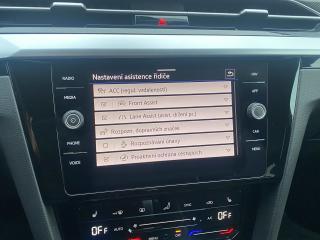 RADIO
MEDIA
PHONE
VOICE
Nastavení asistence řidiče
ACC (regul. vzdálenosti)
Front Assist
Lane Assist (asist. držení pr.)
Rozpozn. dopravních značek
Rozpoznávání únavy
Proaktivní ochrana cestujících
NAV
APP
CAR
MENU
OFF
AUTO
OFF